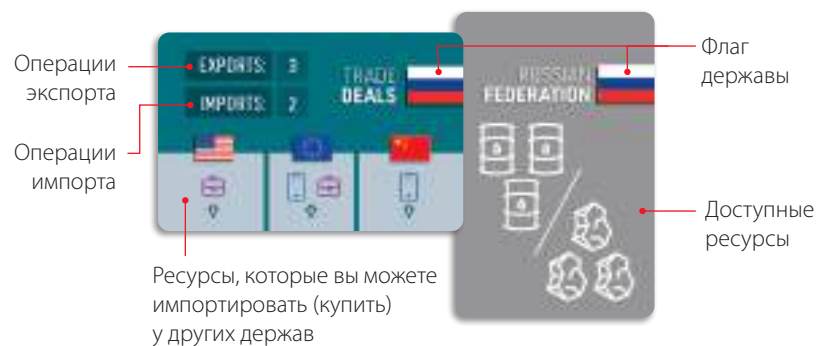 Операции
экспорта
Операции
импорта
EXPORTS: 3
IMPORTS: 2
TRADE
DEALS
RUSSIAN
FEDERATION
Флаг
державы
Доступные
ресурсы
Ресурсы, которые вы можете
импортировать (купить)
у других держав